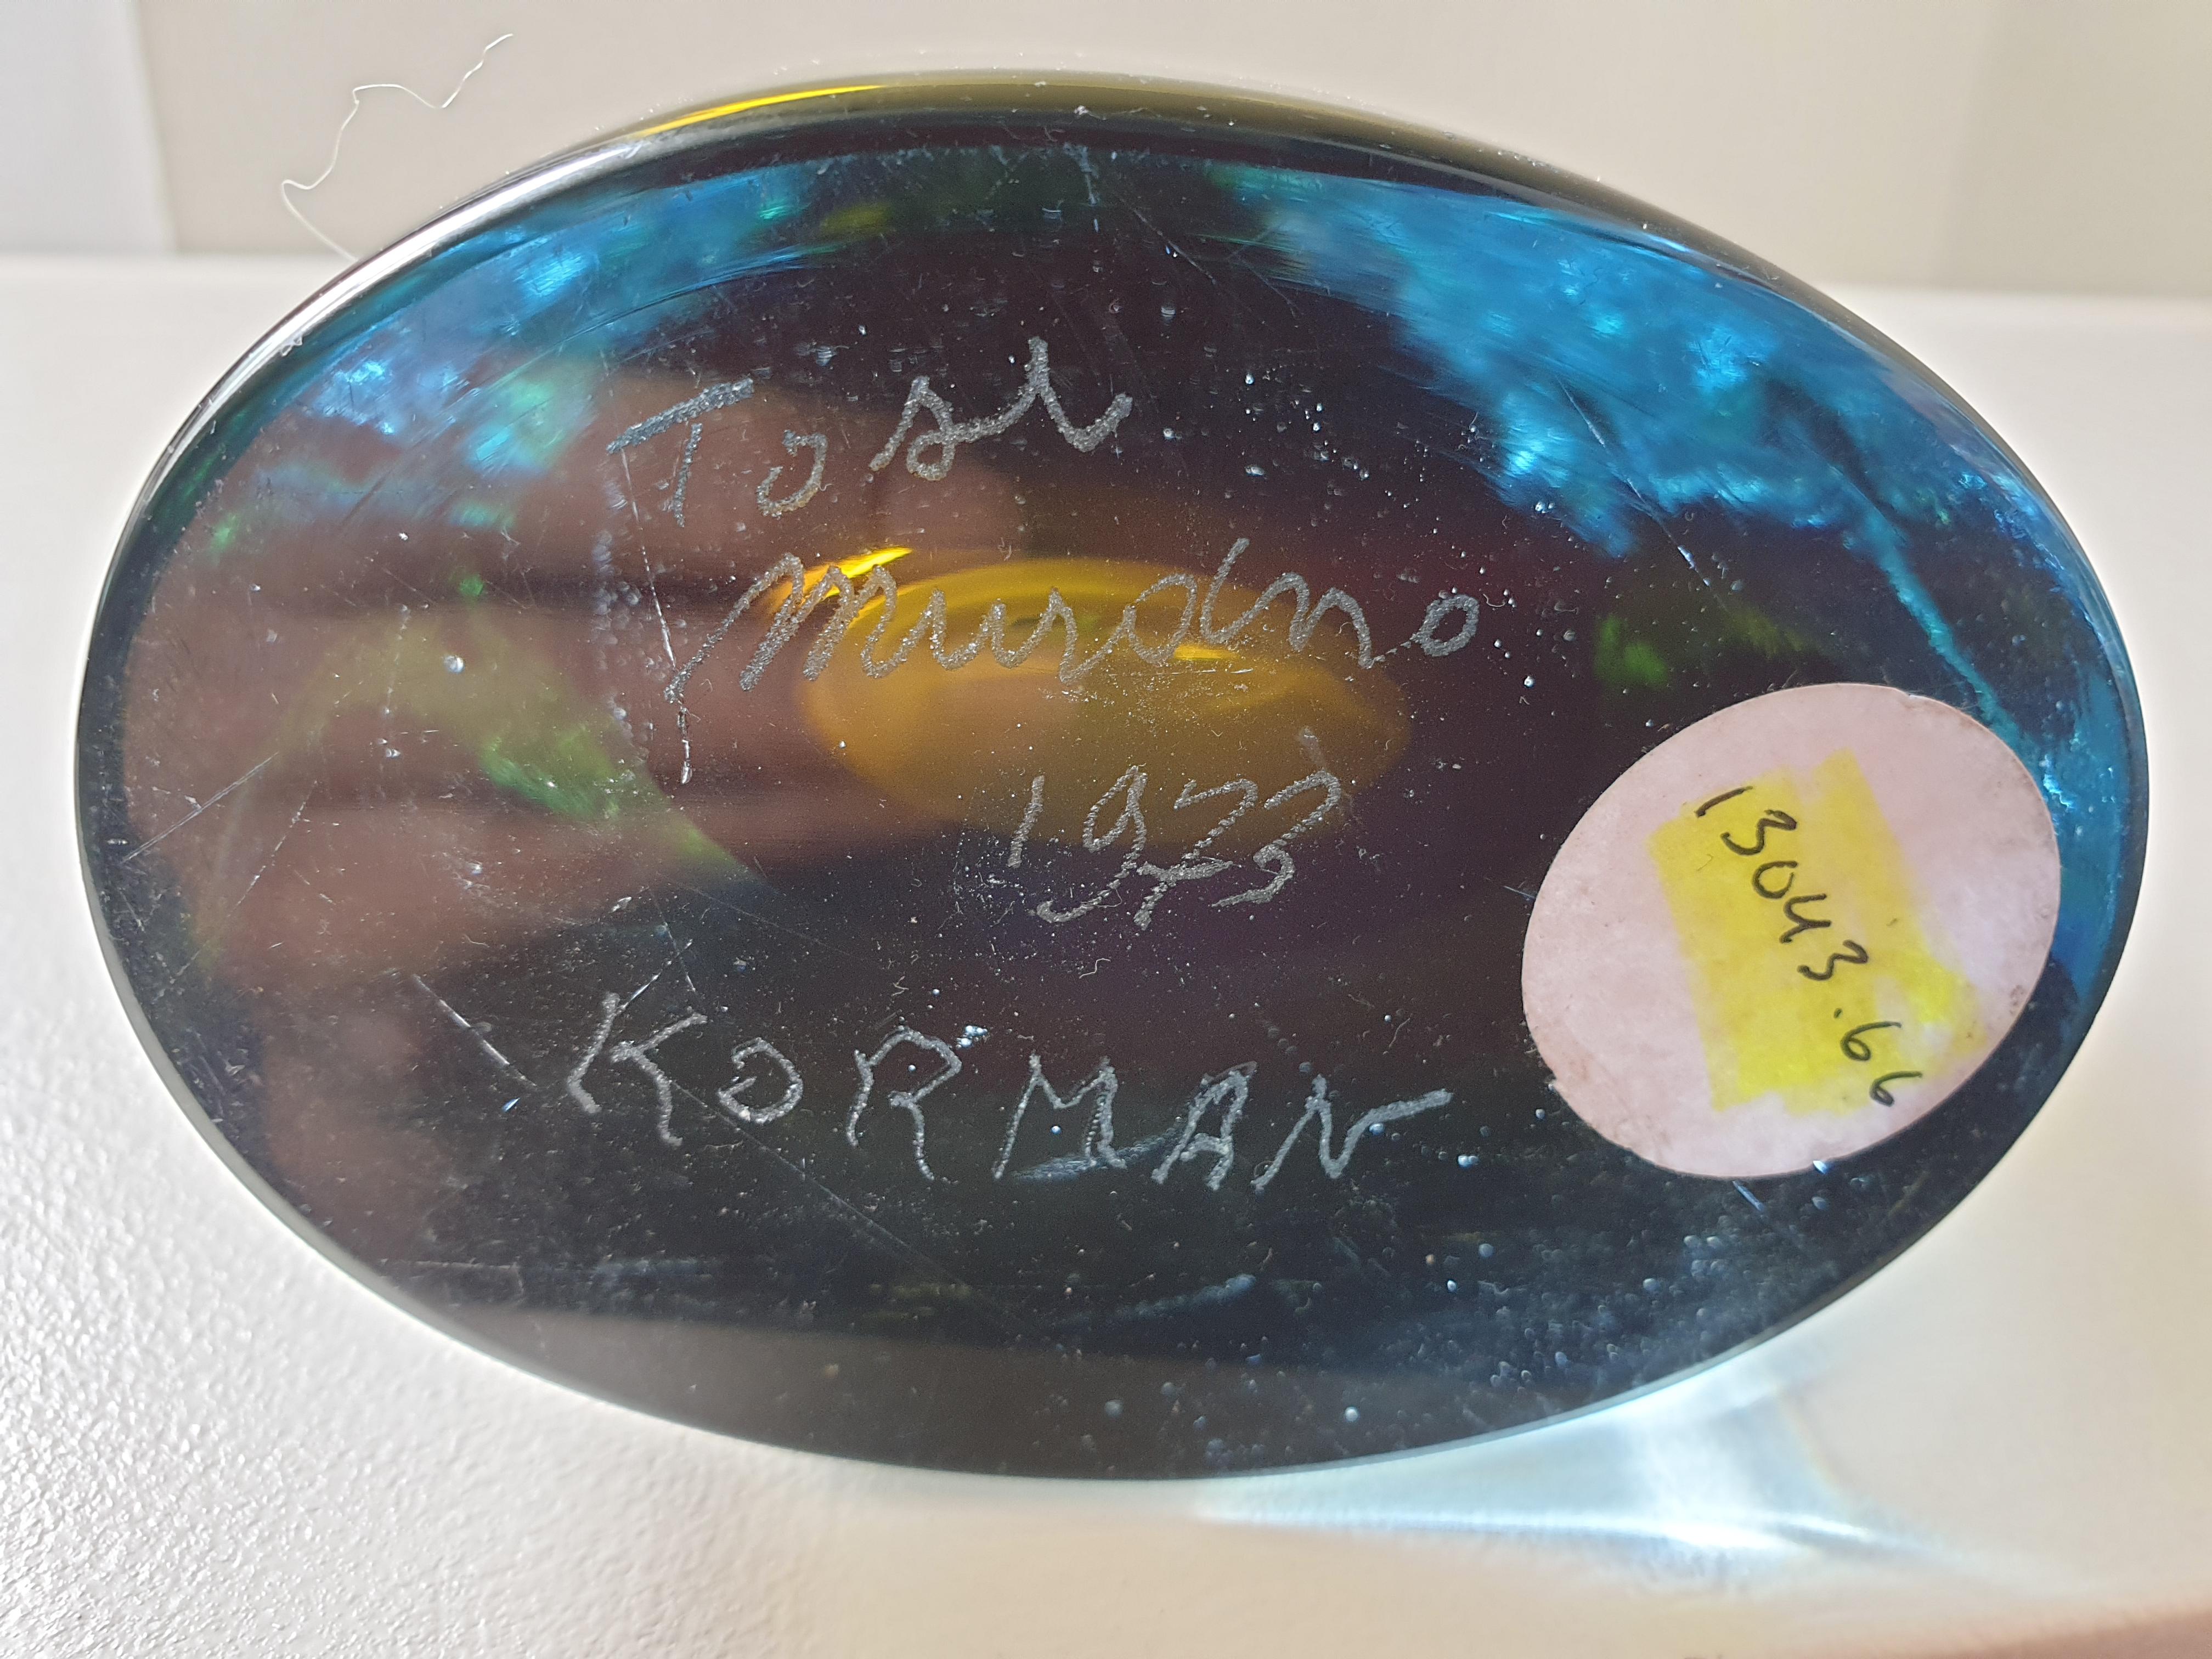 Tosi
Murano
1973
KORMAN
13043.66